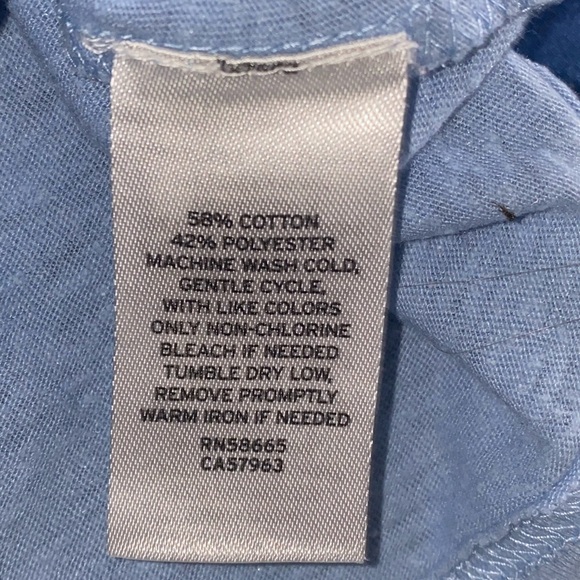 58% COTTON
42% POLYESTER
MACHINE WASH COLD,
GENTLE CYCLE,
WITH LIKE COLORS
ONLY NON-CHLORINE
BLEACH IF NEEDED
TUMBLE DRY LOW,
REMOVE PROMPTLY
WARM IRON IF NEEDED
RN58665
CA57963